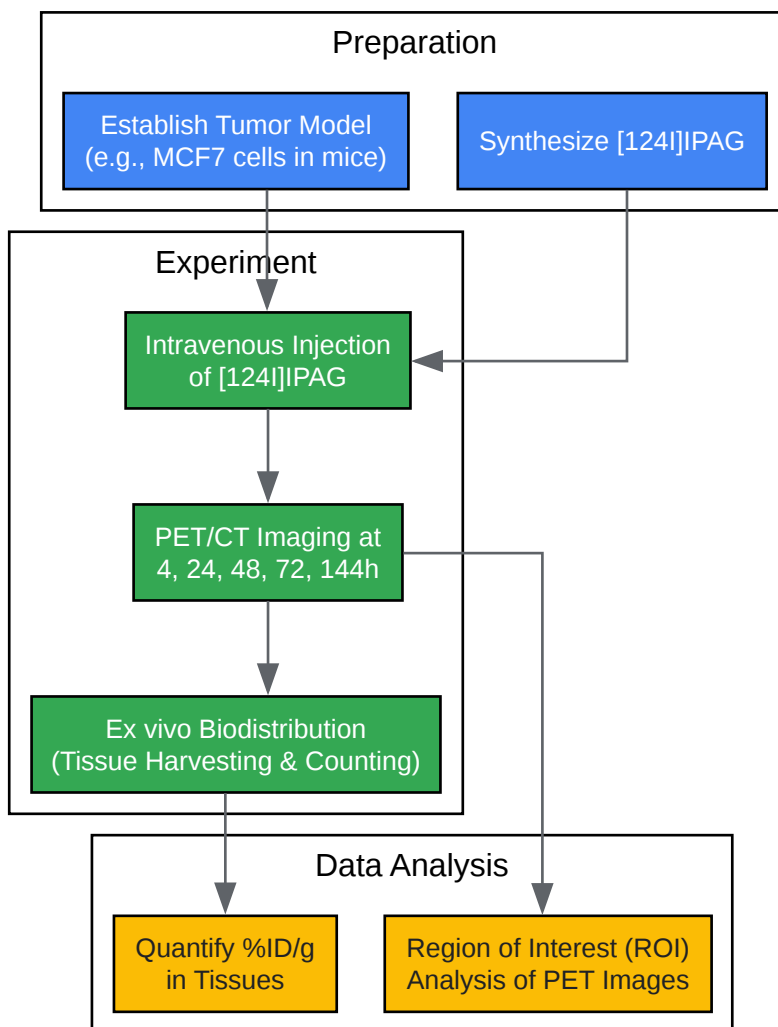 Preparation
Establish Tumor Model
(e.g., MCF7 cells in mice)
Synthesize [124I]IPAG
Experiment
Intravenous Injection
of [124I]IPAG
PET/CT Imaging at
4, 24, 48, 72, 144h
Ex vivo Biodistribution
(Tissue Harvesting & Counting)
Data Analysis
Quantify %ID/g
in Tissues
Region of Interest (ROI)
Analysis of PET Images